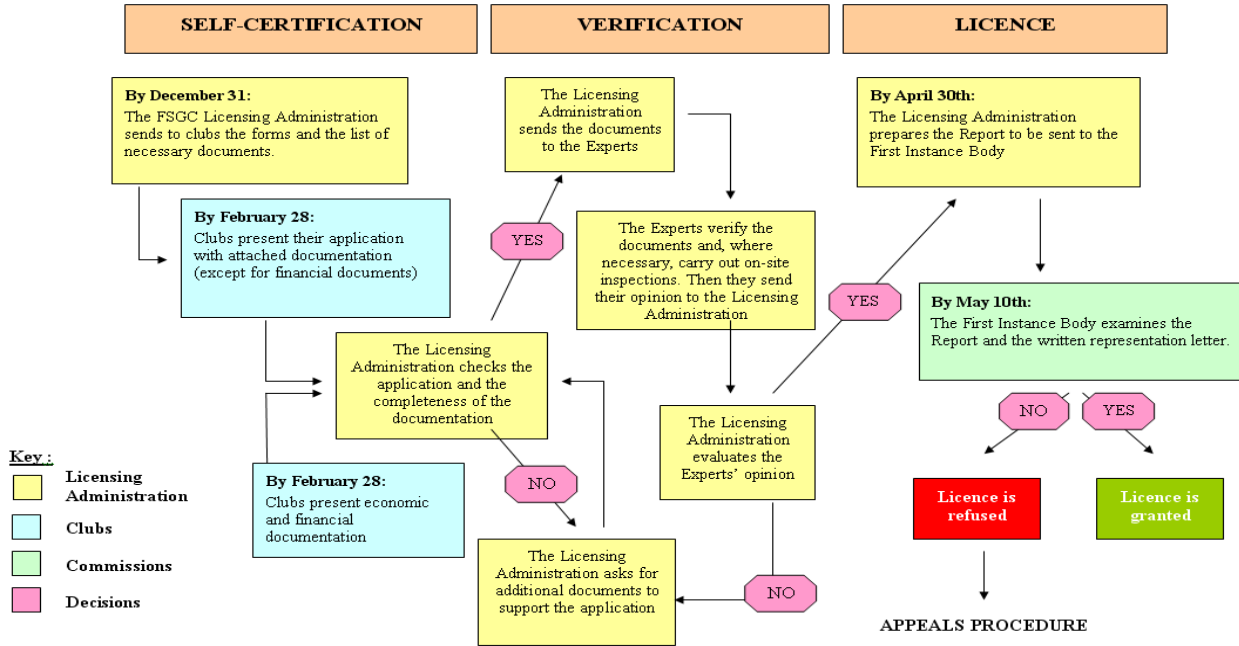 SELF-CERTIFICATION
VERIFICATION
LICENCE
By December 31:
The FSGC Licensing Administration
sends to clubs the forms and the list of
necessary documents.
By February 28:
Clubs present their application
with attached documentation
(except for financial documents)
The Licensing
Administration checks the
application and the
completeness of the
documentation
By February 28:
Clubs present economic
and financial
documentation
YES
NO
The Licensing
Administration asks for
additional documents to
support the application
The Licensing
Administration
sends the documents
to the Experts
The Experts verify the
documents and, where
necessary, carry out on-site
inspections. Then they send
their opinion to the Licensing
Administration
The Licensing
Administration
evaluates the
Experts' opinion
YES
NO
By April 30th:
The Licensing Administration
prepares the Report to be sent to the
First Instance Body
By May 10th:
The First Instance Body examines the
Report and the written representation letter.
NO
YES
Licence is
refused
Licence is
granted
APPEALS PROCEDURE
Key :
Licensing
Administration
Clubs
Commissions
Decisions